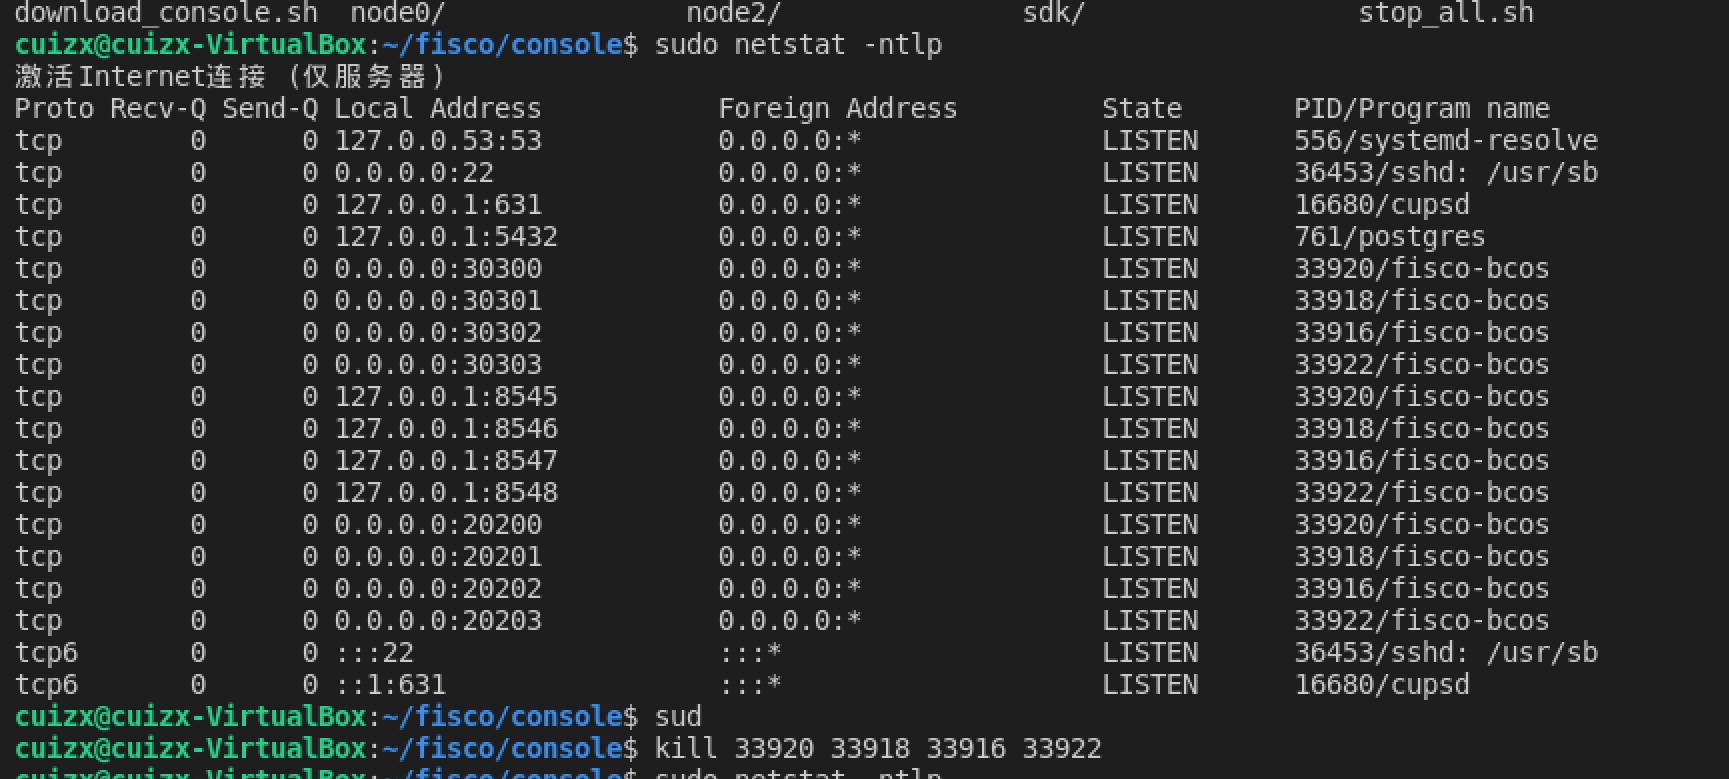 download_console.sh  node0/               node2/               sdk/                 stop_all.sh
cuizx@cuizx-VirtualBox:~/fisco/console$ sudo netstat -ntlp
激活Internet连接 (仅服务器)
Proto Recv-Q Send-Q Local Address           Foreign Address         State       PID/Program name
tcp        0      0 127.0.0.53:53           0.0.0.0:*               LISTEN      556/systemd-resolve
tcp        0      0 0.0.0.0:22              0.0.0.0:*               LISTEN      36453/sshd: /usr/sb
tcp        0      0 127.0.0.1:631           0.0.0.0:*               LISTEN      16680/cupsd
tcp        0      0 127.0.0.1:5432          0.0.0.0:*               LISTEN      761/postgres
tcp        0      0 0.0.0.0:30300           0.0.0.0:*               LISTEN      33920/fisco-bcos
tcp        0      0 0.0.0.0:30301           0.0.0.0:*               LISTEN      33918/fisco-bcos
tcp        0      0 0.0.0.0:30302           0.0.0.0:*               LISTEN      33916/fisco-bcos
tcp        0      0 0.0.0.0:30303           0.0.0.0:*               LISTEN      33922/fisco-bcos
tcp        0      0 127.0.0.1:8545          0.0.0.0:*               LISTEN      33920/fisco-bcos
tcp        0      0 127.0.0.1:8546          0.0.0.0:*               LISTEN      33918/fisco-bcos
tcp        0      0 127.0.0.1:8547          0.0.0.0:*               LISTEN      33916/fisco-bcos
tcp        0      0 127.0.0.1:8548          0.0.0.0:*               LISTEN      33922/fisco-bcos
tcp        0      0 0.0.0.0:20200           0.0.0.0:*               LISTEN      33920/fisco-bcos
tcp        0      0 0.0.0.0:20201           0.0.0.0:*               LISTEN      33918/fisco-bcos
tcp        0      0 0.0.0.0:20202           0.0.0.0:*               LISTEN      33916/fisco-bcos
tcp        0      0 0.0.0.0:20203           0.0.0.0:*               LISTEN      33922/fisco-bcos
tcp6       0      0 :::22                   :::*                    LISTEN      36453/sshd: /usr/sb
tcp6       0      0 ::1:631                 :::*                    LISTEN      16680/cupsd
cuizx@cuizx-VirtualBox:~/fisco/console$ sud
cuizx@cuizx-VirtualBox:~/fisco/console$ kill 33920 33918 33916 33922
cuizx@cuizx-VirtualBox:~/fisco/console$ sudo netstat -ntlp